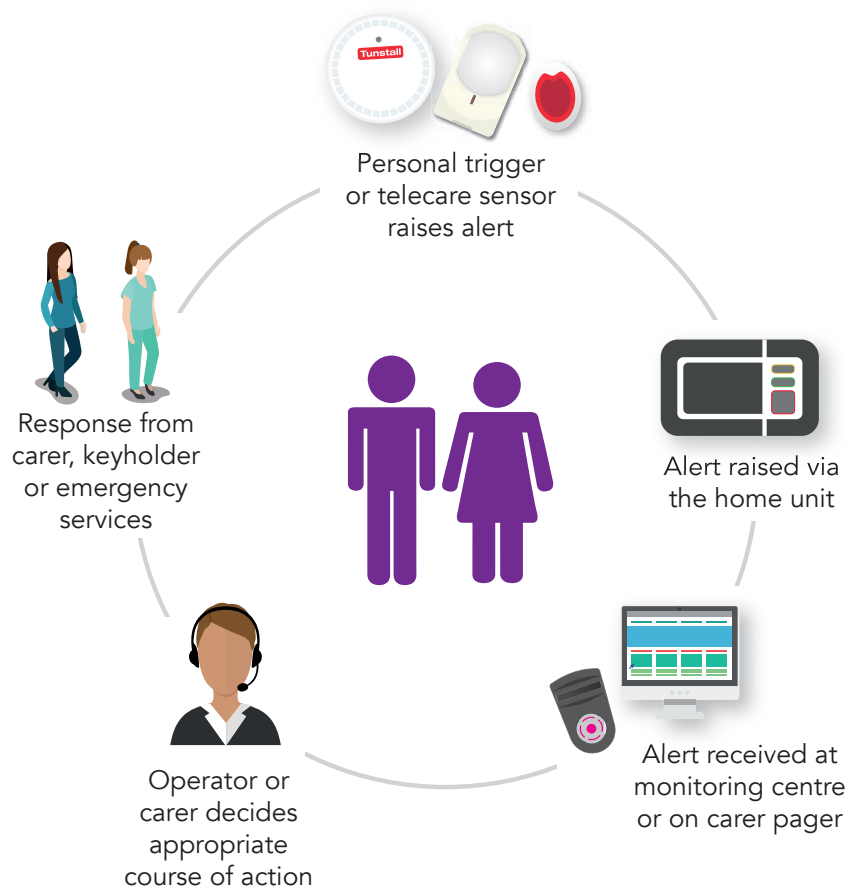 Tunstall
Personal trigger
or telecare sensor
raises alert
Alert raised via
the home unit
Alert received at
monitoring centre
or on carer pager
Operator or
carer decides
appropriate
course of action
Response from
carer, keyholder
or emergency
services